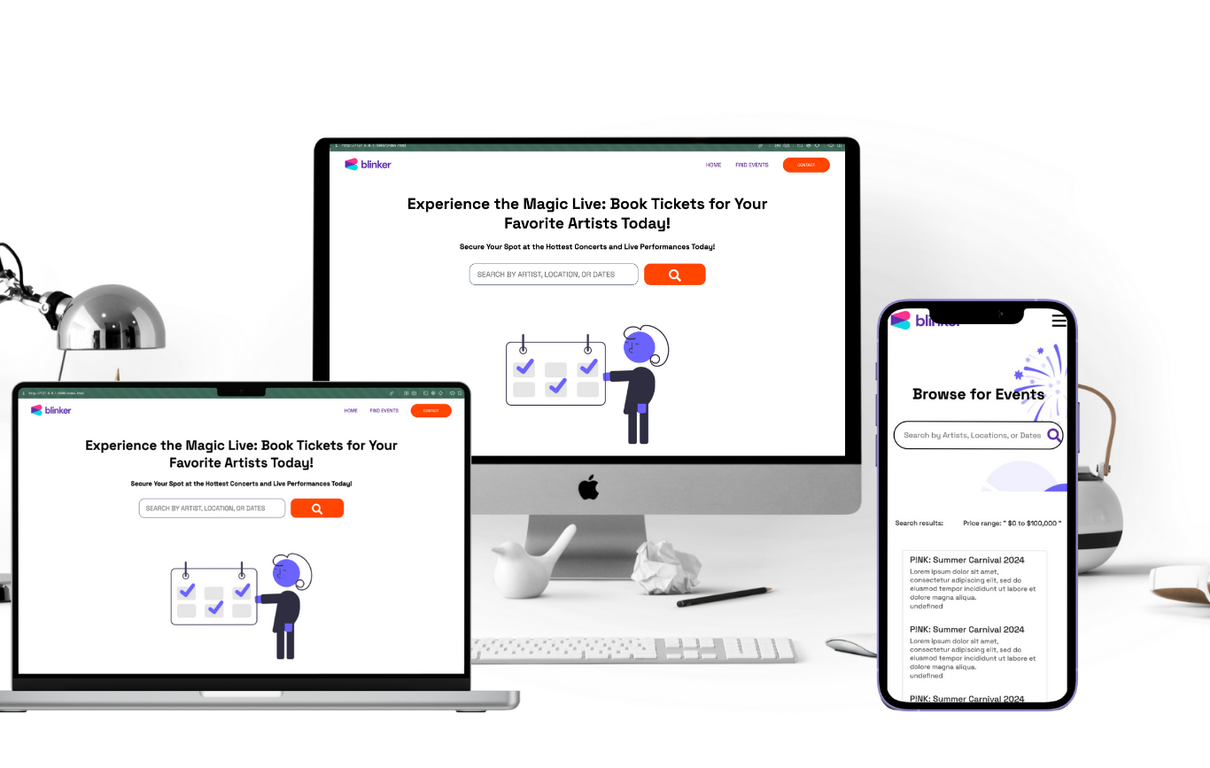 blinker
HOME
FIND EVENTS
CONTACT
Experience the Magic Live: Book Tickets for Your
Favorite Artists Today!
Secure Your Spot at the Hottest Concerts and Live Performances Today!
SEARCH BY ARTIST, LOCATION, OR DATES
blinker
HOME
FIND EVENTS
CONTACT
Experience the Magic Live: Book Tickets for Your
Favorite Artists Today!
Secure Your Spot at the Hottest Concerts and Live Performances Today!
SEARCH BY ARTIST, LOCATION, OR DATES
blinker
Browse for Events
Search by Artists, Locations, or Dates
Search results:
Price range: " $0 to $100,000 "
P!NK: Summer Carnival 2024
Lorem ipsum dolor sit amet,
consectetur adipiscing elit, sed do
eiusmod tempor incididunt ut labore et
dolore magna aliqua.
undefined
P!NK: Summer Carnival 2024
Lorem ipsum dolor sit amet,
consectetur adipiscing elit, sed do
eiusmod tempor incididunt ut labore et
dolore magna aliqua.
undefined
P!NK: Summer Carnival 2024